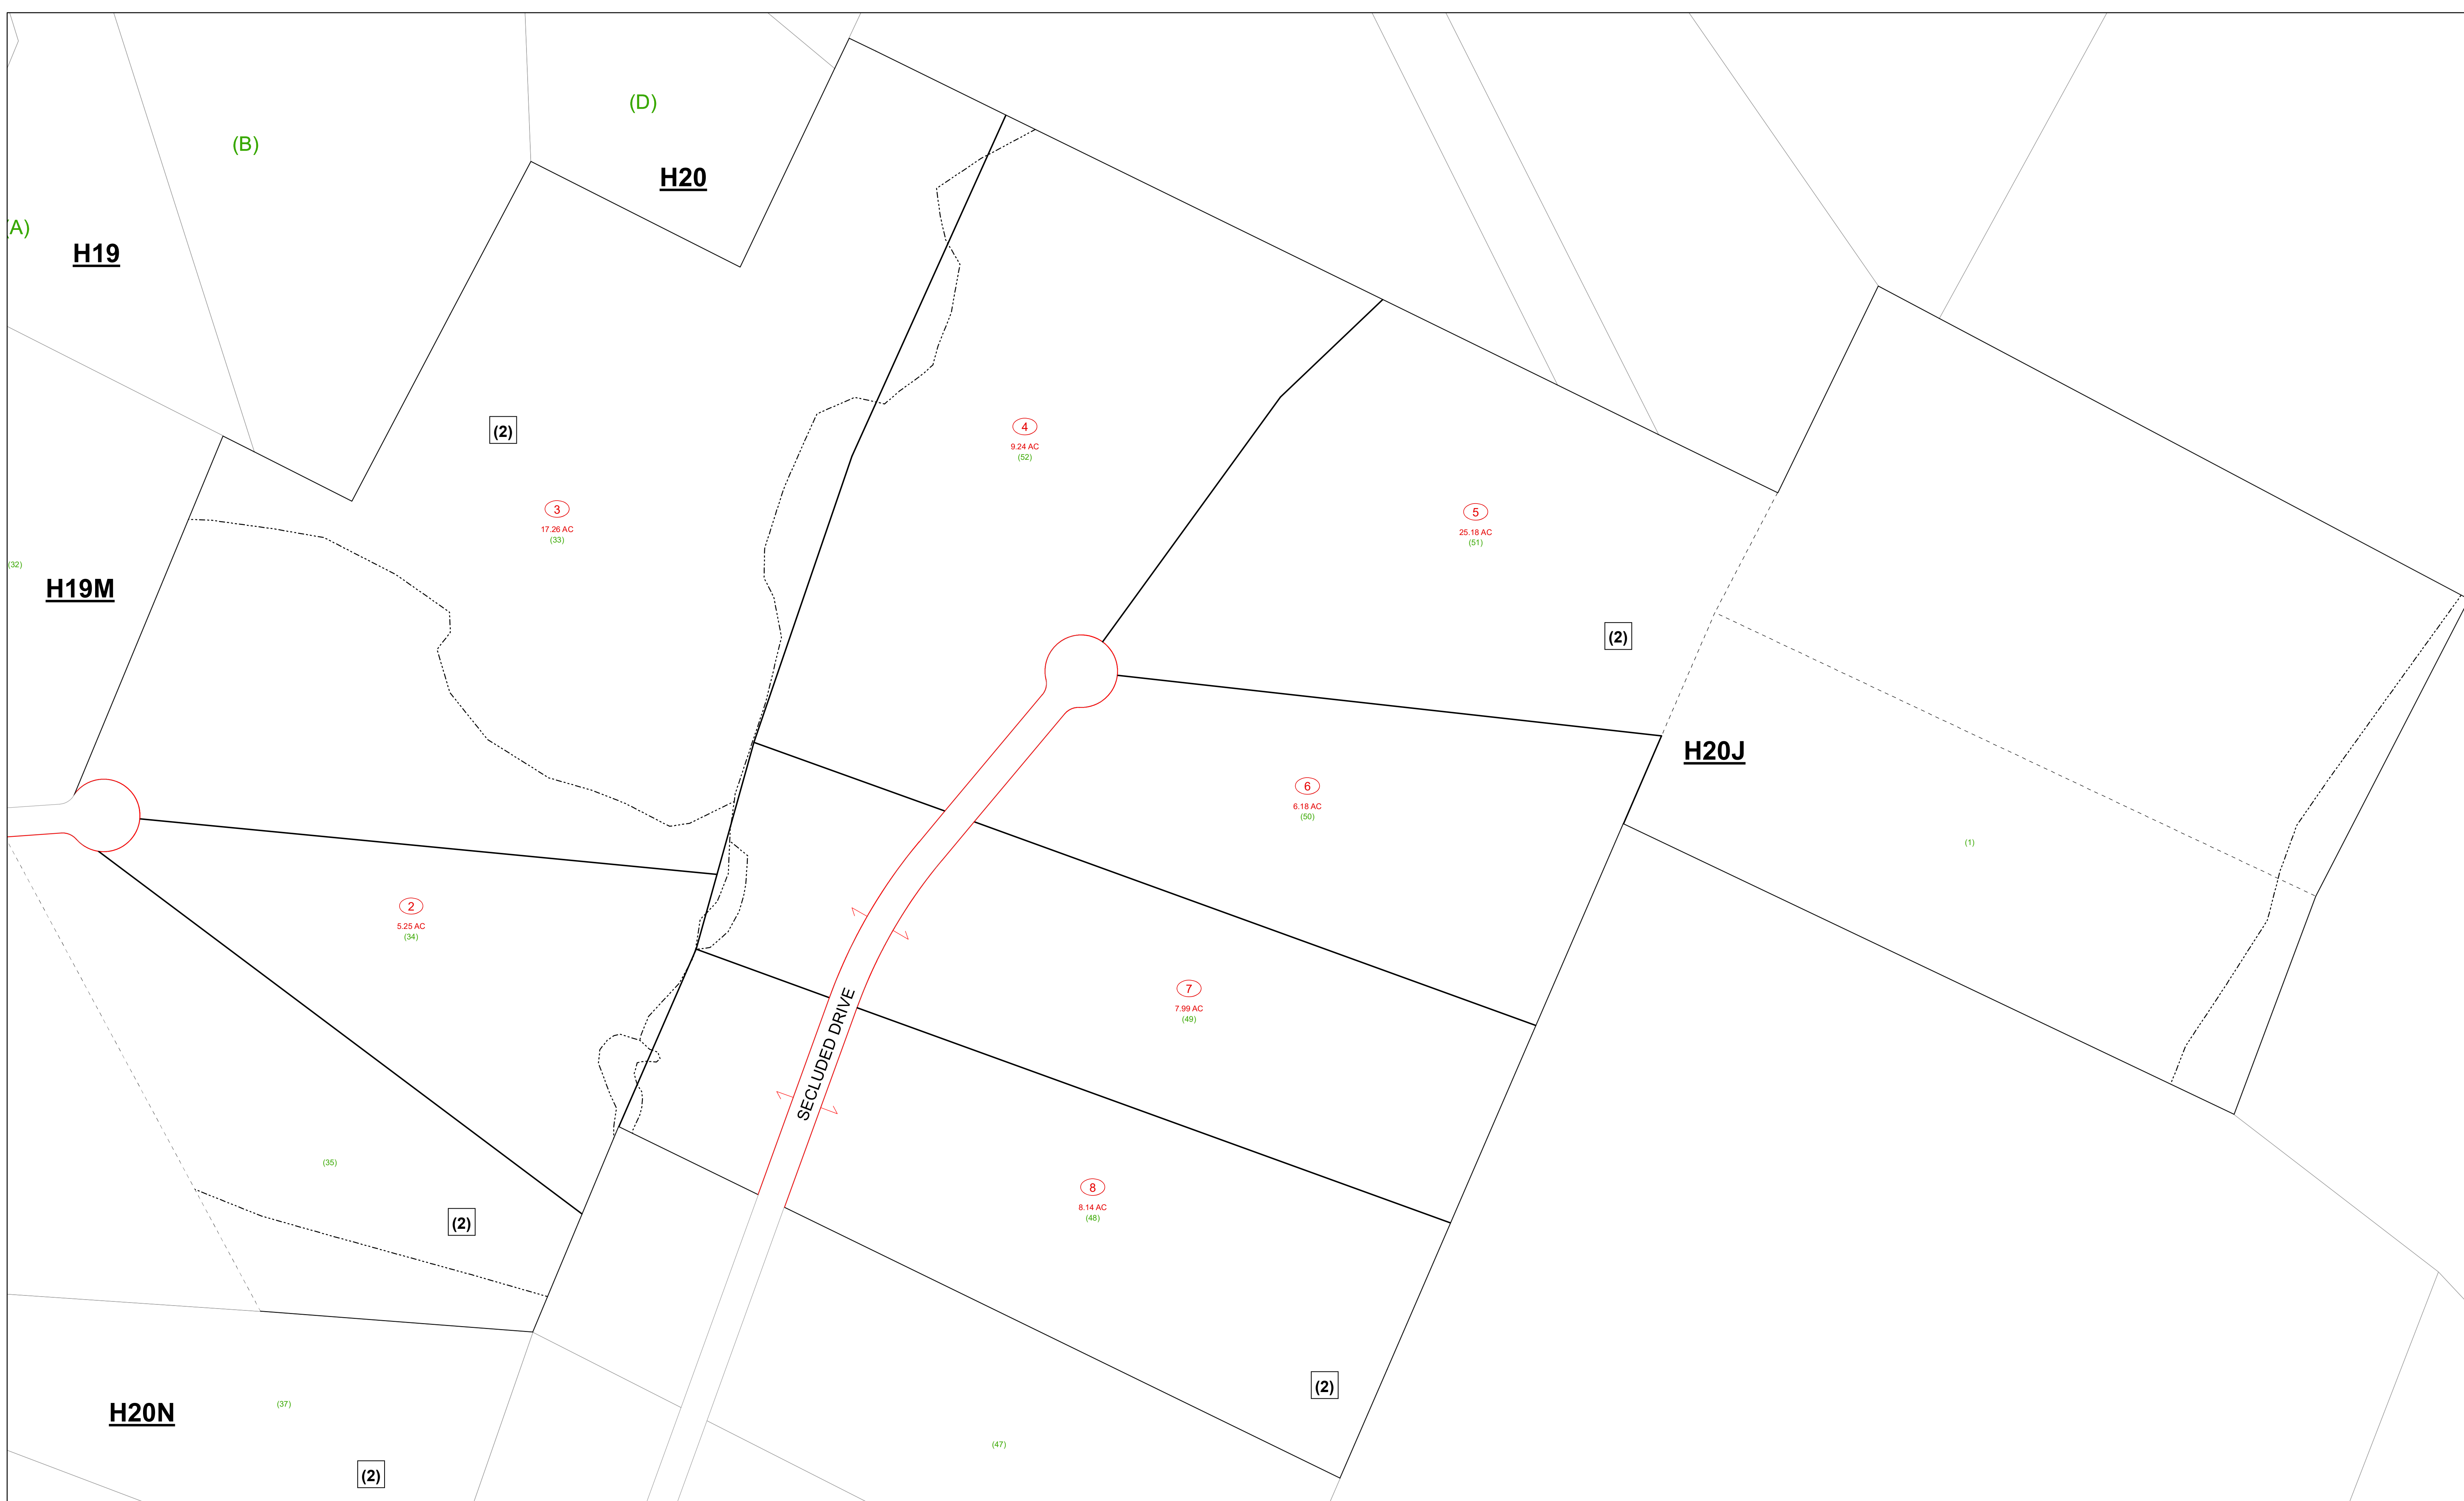 (D)
(B)
H20
(A)
H19
4
9.24 AC
(52)
(2)
3
17.26 AC
(33)
5
25.18 AC
(51)
(32)
H19M
(2)
H20J
6
6.18 AC
(50)
(1)
2
5.25 AC
(34)
7
7.99 AC
(49)
SECLUDED DRIVE
(35)
8
8.14 AC
(48)
(2)
(2)
H20N
(37)
(47)
(2)